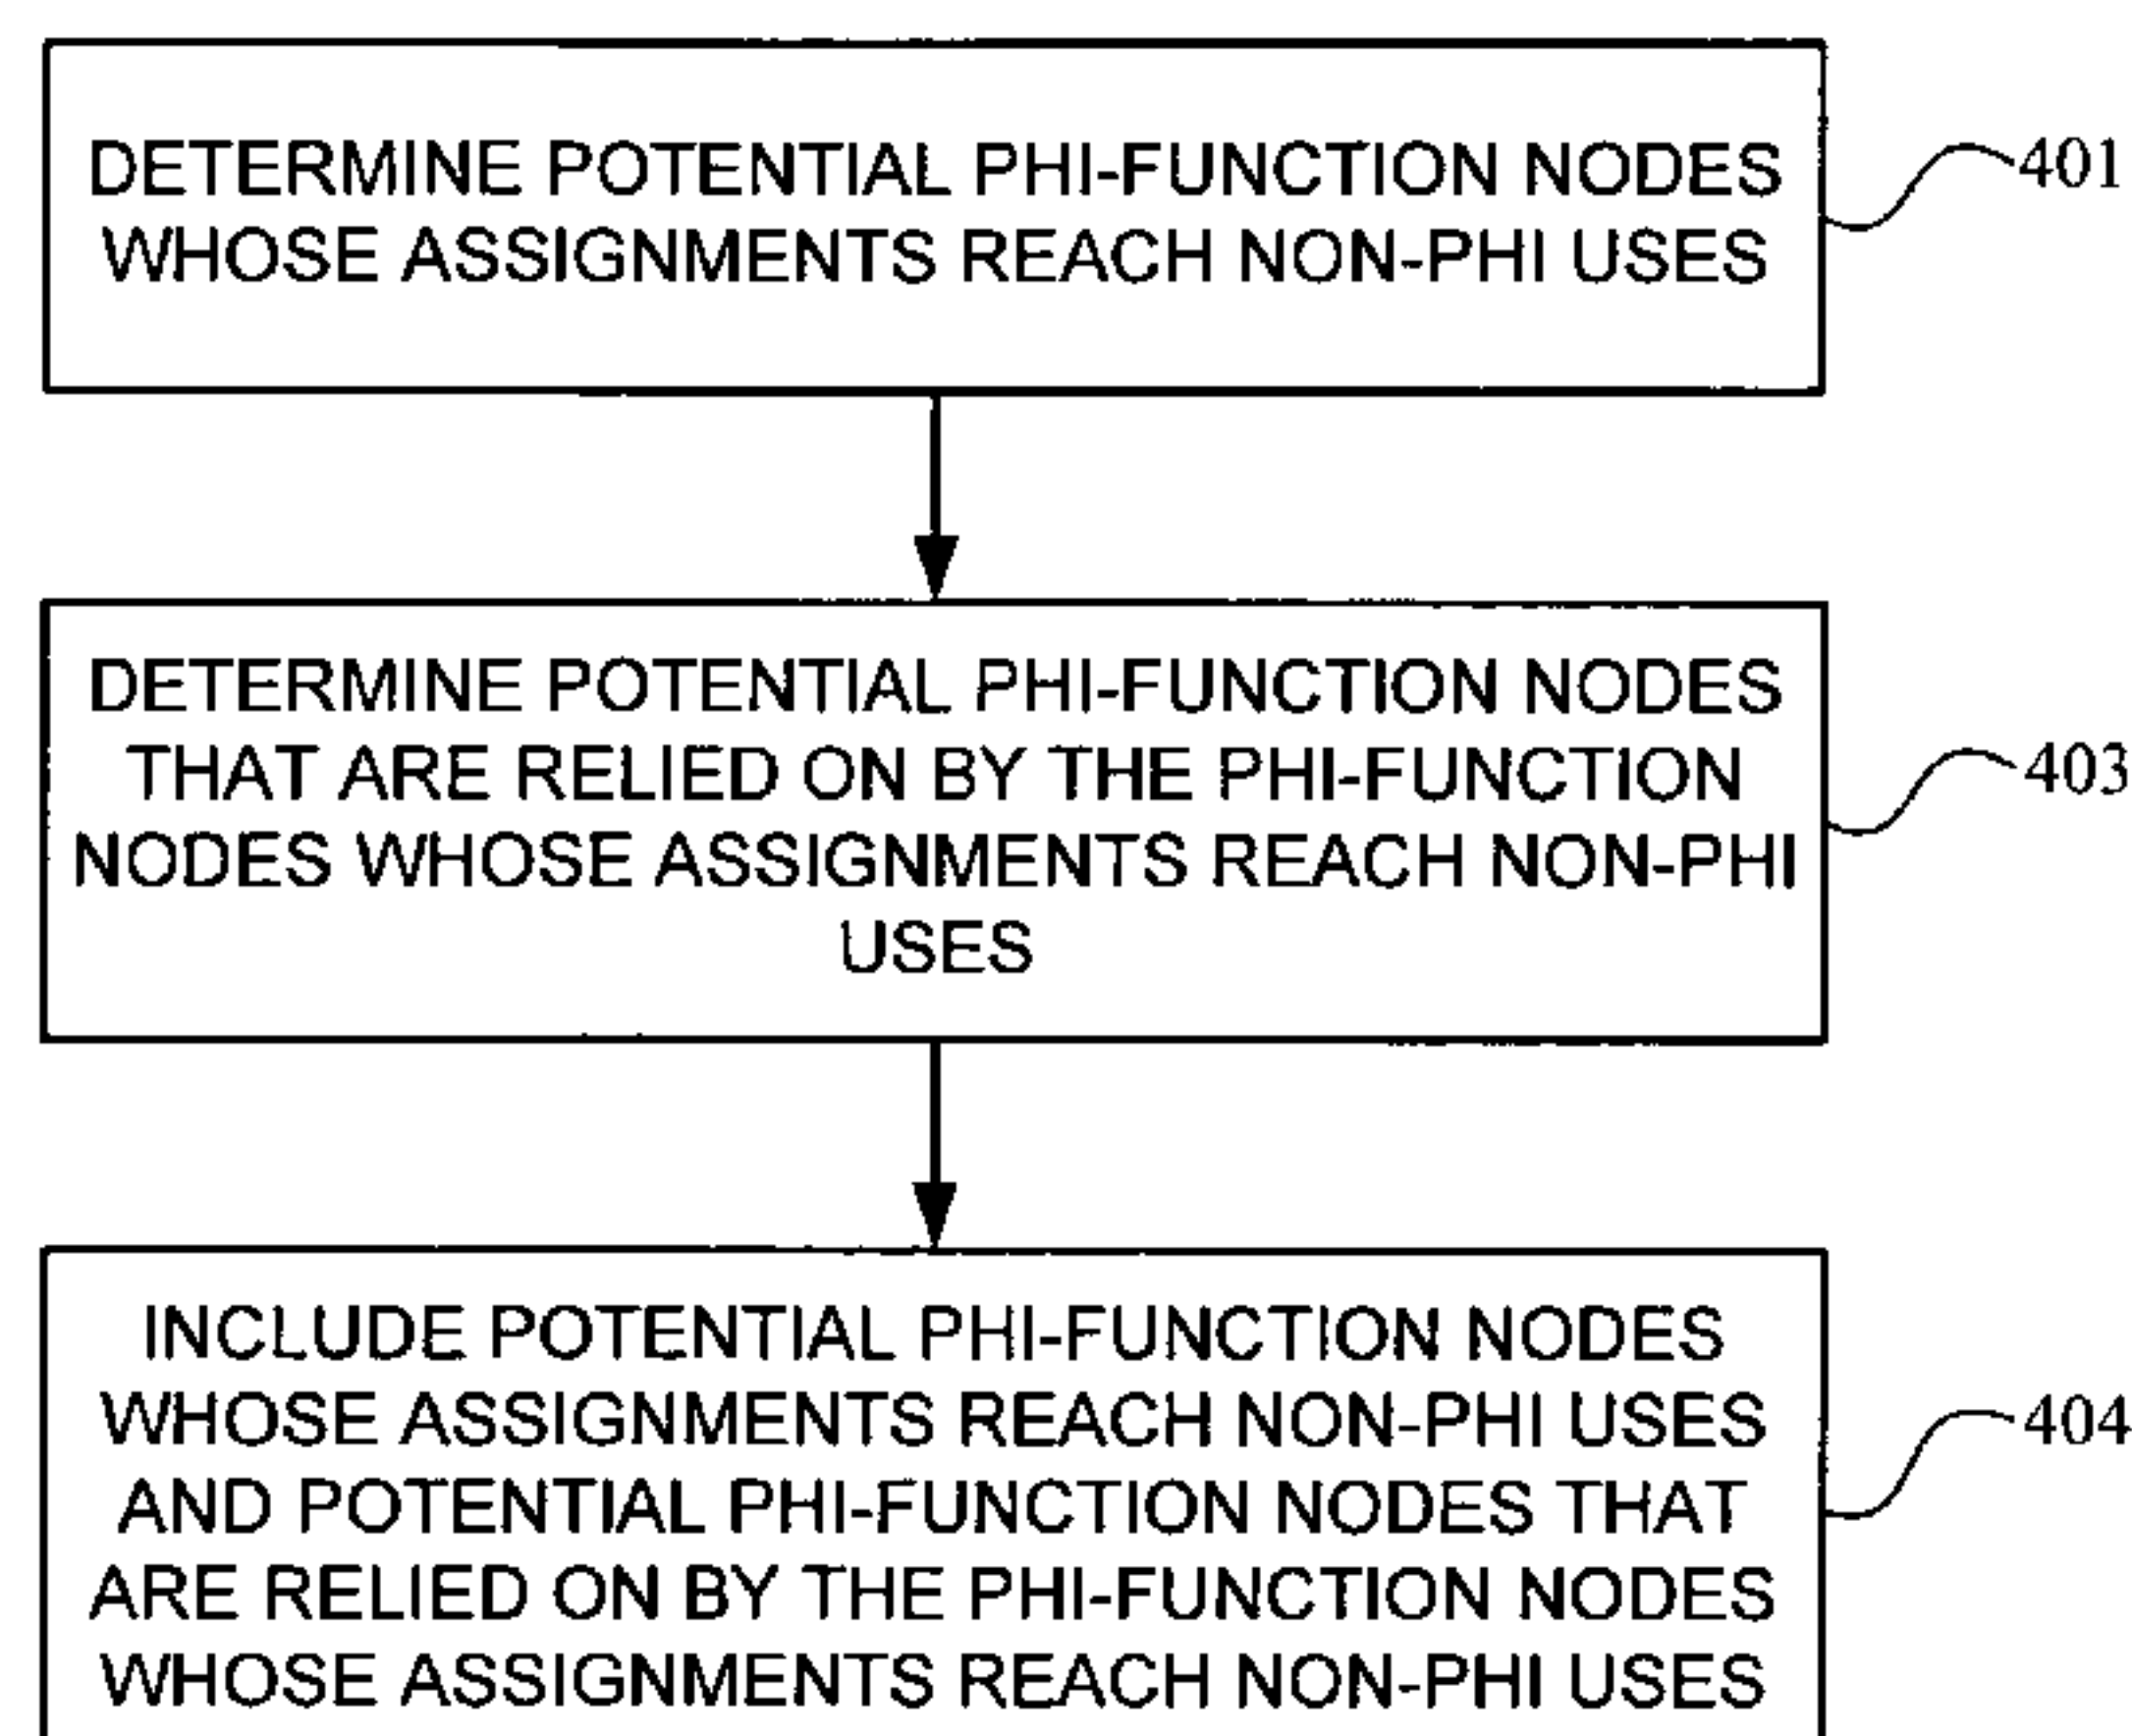 DETERMINE POTENTIAL PHI-FUNCTION NODES
WHOSE ASSIGNMENTS REACH NON-PHI USES
401
DETERMINE POTENTIAL PHI-FUNCTION NODES
THAT ARE RELIED ON BY THE PHI-FUNCTION
NODES WHOSE ASSIGNMENTS REACH NON-PHI
USES
403
INCLUDE POTENTIAL PHI-FUNCTION NODES
WHOSE ASSIGNMENTS REACH NON-PHI USES
AND POTENTIAL PHI-FUNCTION NODES THAT
ARE RELIED ON BY THE PHI-FUNCTION NODES
WHOSE ASSIGNMENTS REACH NON-PHI USES
404